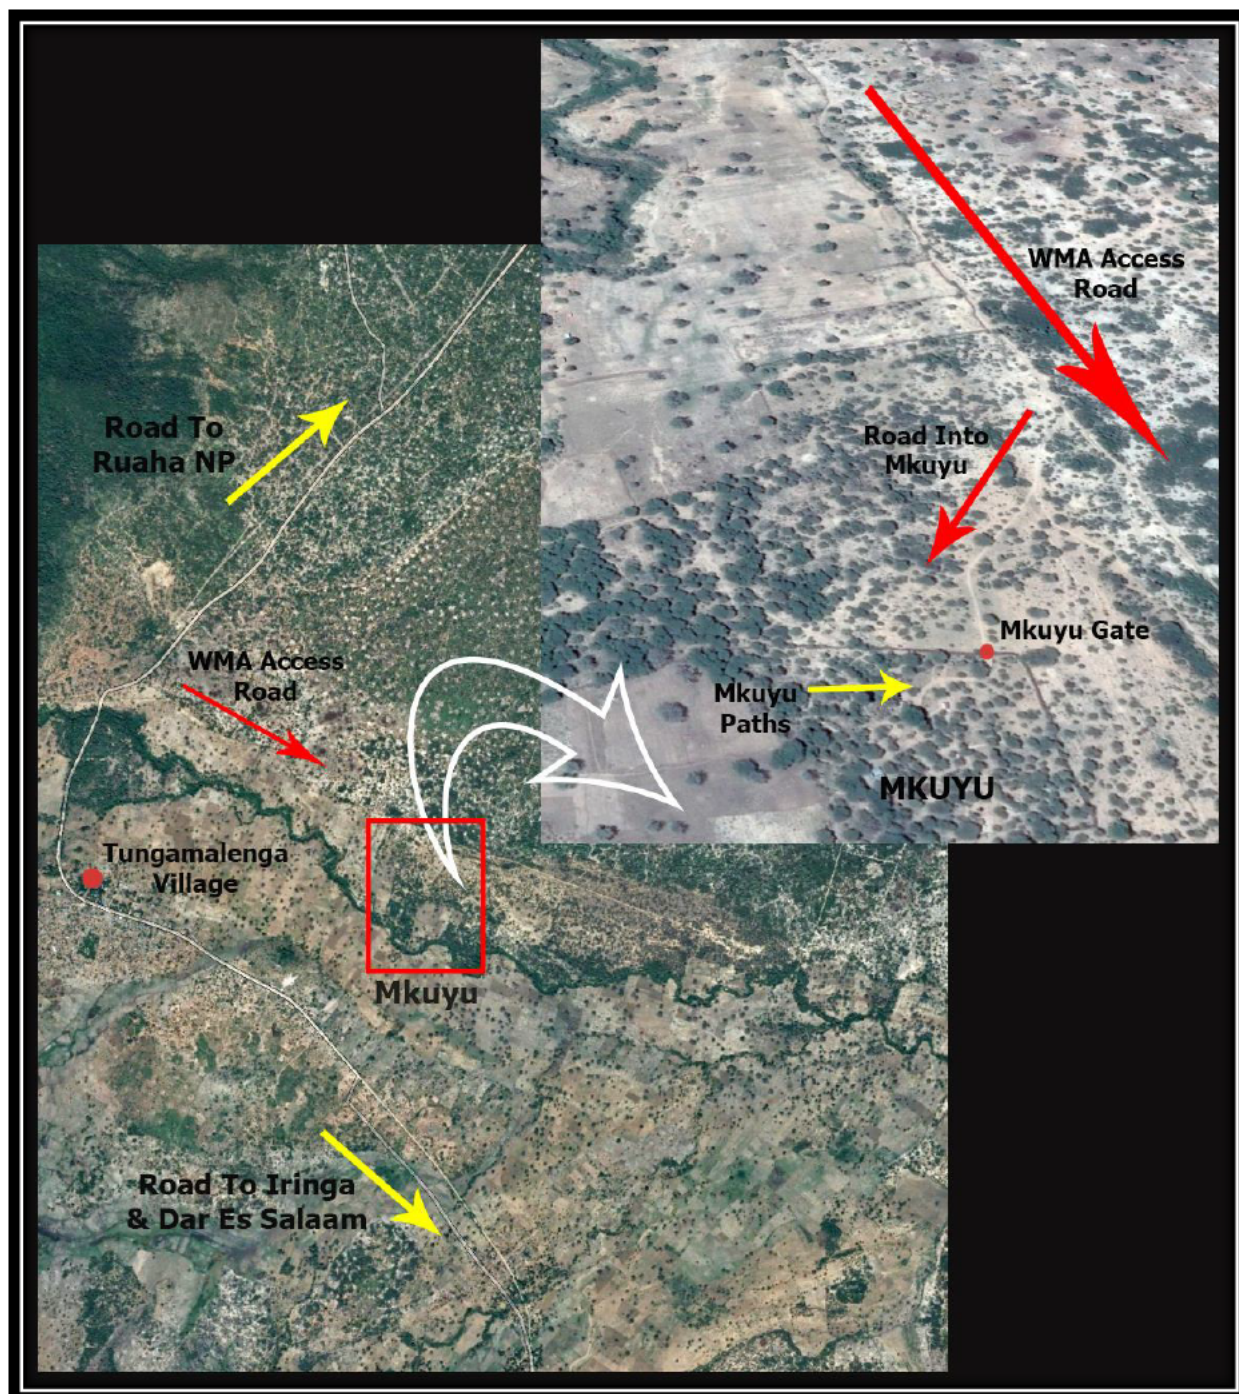 WMA Access
Road
Road Into
Mkuyu
Mkuyu Gate
Mkuyu
Paths
MKUYU
Road To
Ruaha NP
WMA Access
Road
Tungamalenga
Village
Mkuyu
Road To Iringa
& Dar Es Salaam